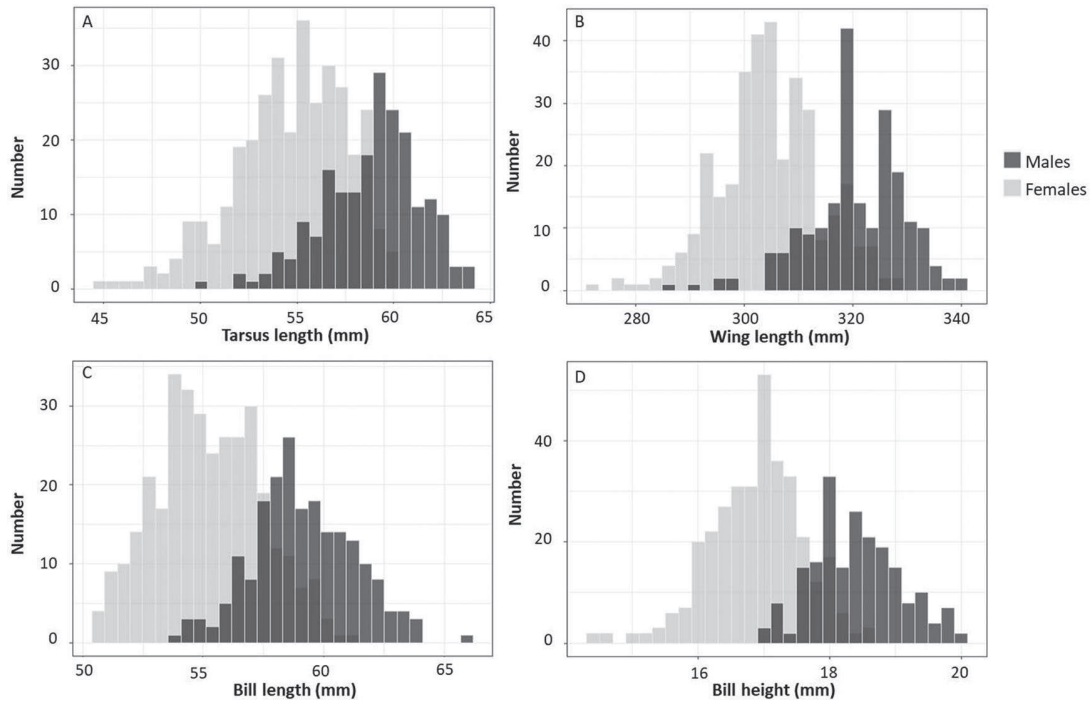 A
30
20
10
0
Number
45 50 55 60 65
Tarsus length (mm)
B
40
30
20
10
0
Number
280 300 320 340
Wing length (mm)
Males
Females
C
30
20
10
0
Number
50 55 60 65
Bill length (mm)
D
40
20
0
Number
16 18 20
Bill height (mm)